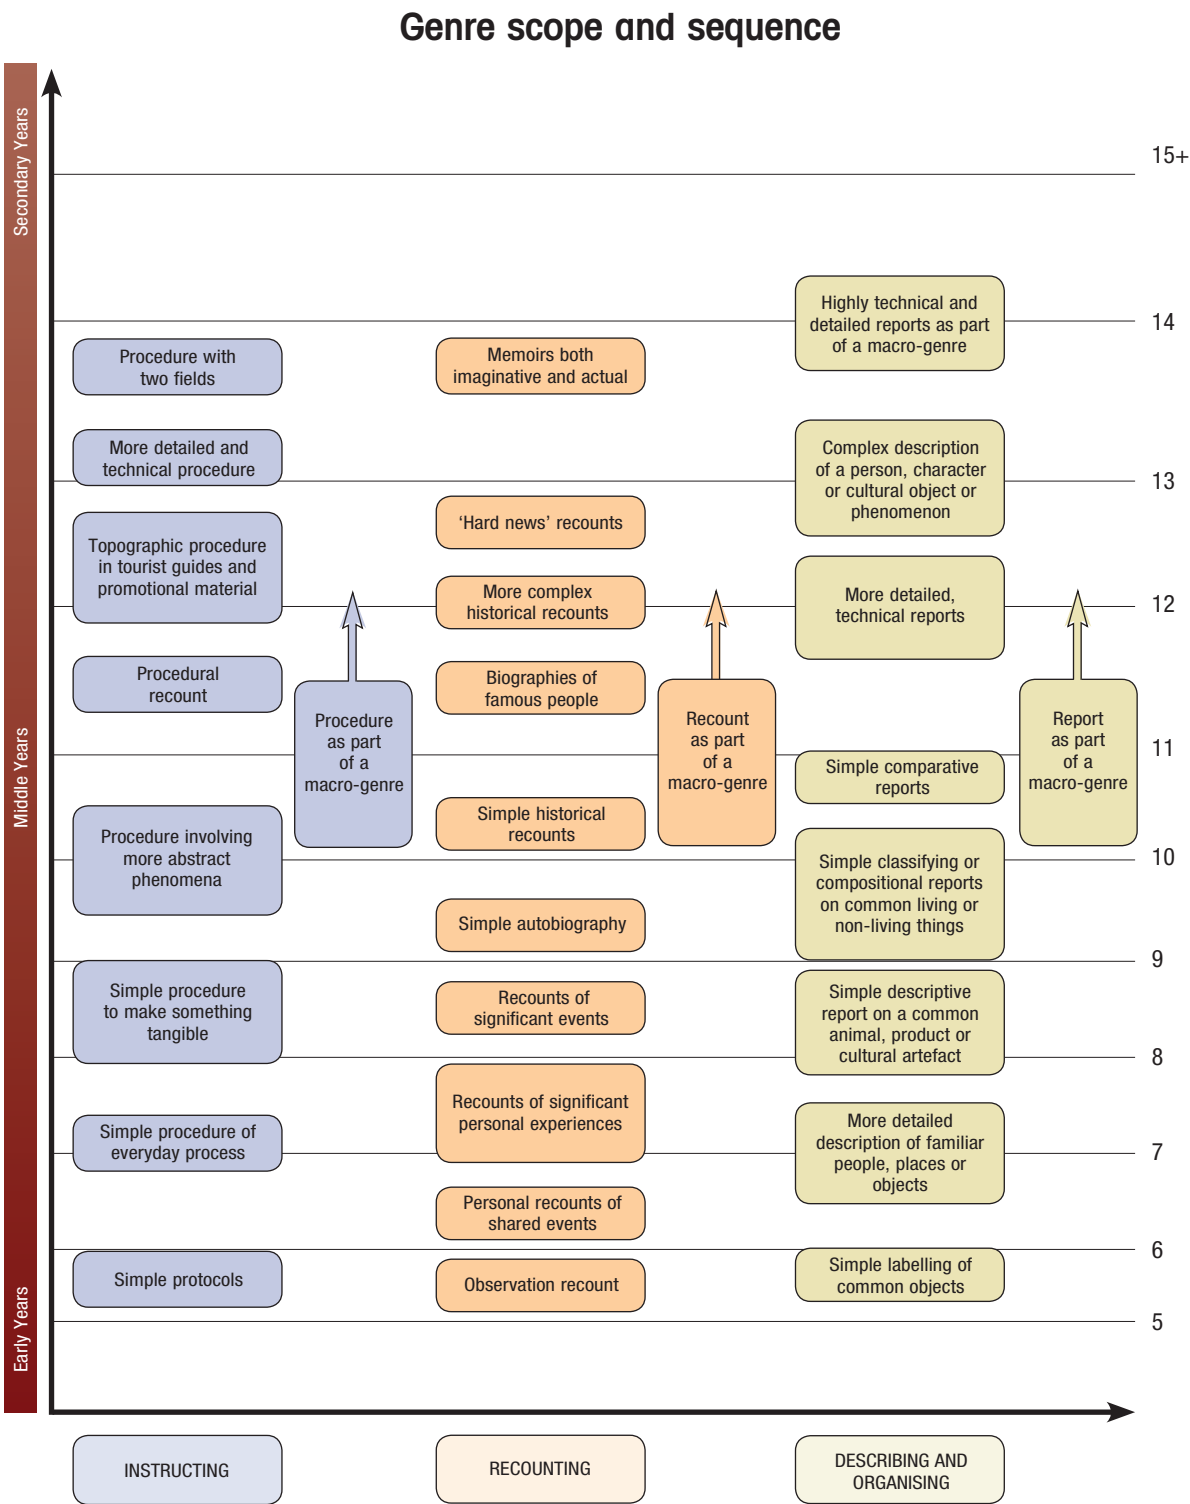 Genre scope and sequence
Secondary Years
Middle Years
Early Years
15+
14
13
12
11
10
9
8
7
6
5
Procedure with
two fields
More detailed and
technical procedure
Topographic procedure
in tourist guides and
promotional material
Procedural
recount
Procedure
as part
of a
macro-genre
Procedure involving
more abstract
phenomena
Simple procedure
to make something
tangible
Simple procedure of
everyday process
Simple protocols
INSTRUCTING
Memoirs both
imaginative and actual
‘Hard news’ recounts
More complex
historical recounts
Biographies of
famous people
Recount
as part
of a
macro-genre
Simple historical
recounts
Simple autobiography
Recounts of
significant events
Recounts of significant
personal experiences
Personal recounts of
shared events
Observation recount
RECOUNTING
Highly technical and
detailed reports as part
of a macro-genre
Complex description
of a person, character
or cultural object or
phenomenon
More detailed,
technical reports
Report
as part
of a
macro-genre
Simple comparative
reports
Simple classifying or
compositional reports
on common living or
non-living things
Simple descriptive
report on a common
animal, product or
cultural artefact
More detailed
description of familiar
people, places or
objects
Simple labelling of
common objects
DESCRIBING AND
ORGANISING